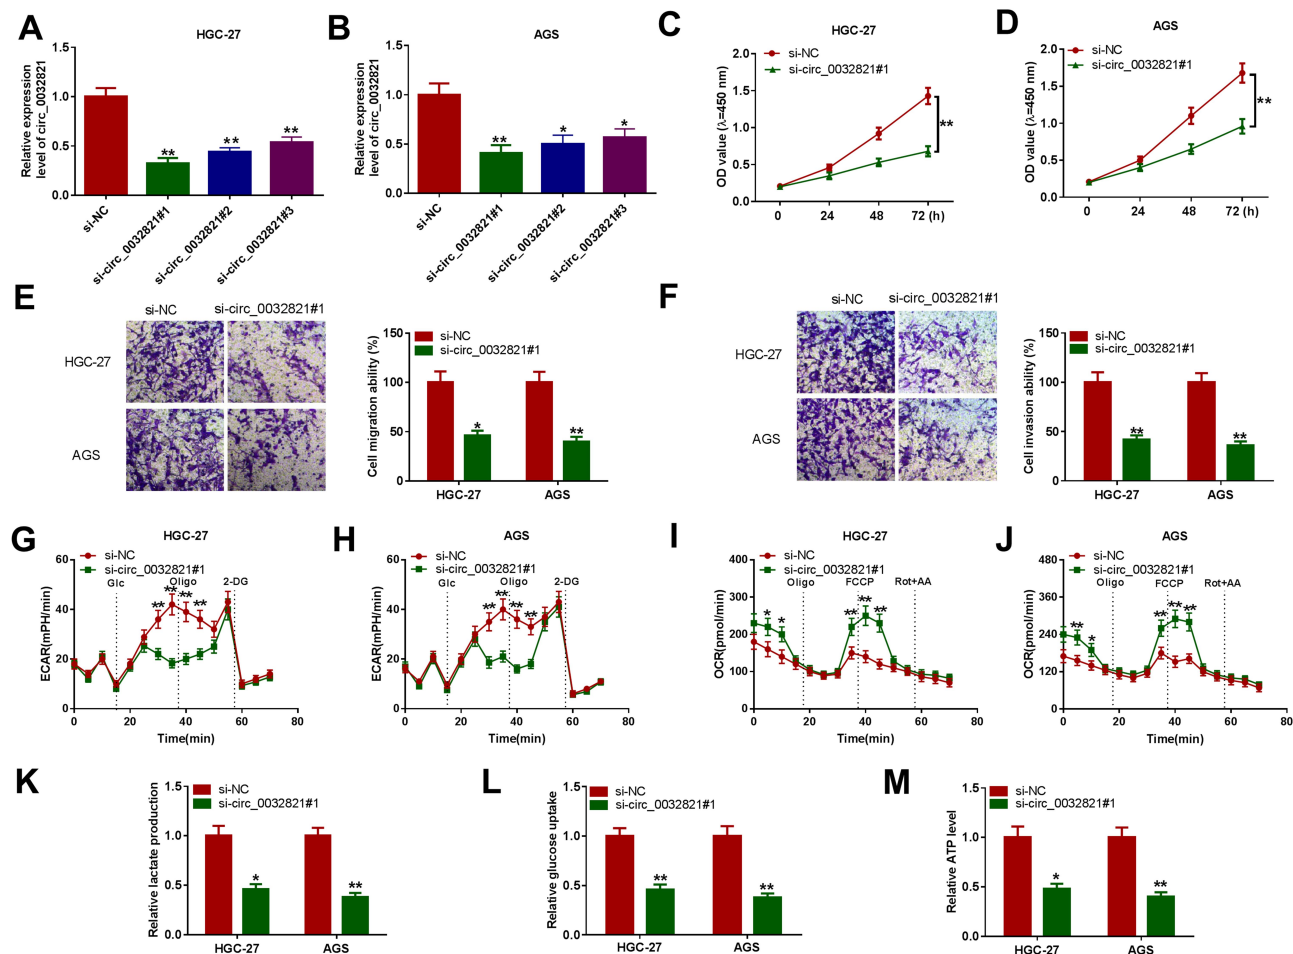 A
HGC-27
Relative expression
level of circ_0032821
1.5
1.0
0.5
0.0
**
**
**
si-NC
si-circ_0032821#1
si-circ_0032821#2
si-circ_0032821#3
B
AGS
Relative expression
level of circ_0032821
1.5
1.0
0.5
0.0
**
*
*
si-NC
si-circ_0032821#1
si-circ_0032821#2
si-circ_0032821#3
C
HGC-27
OD value (λ=450 nm)
2.0
1.5
1.0
0.5
0.0
si-NC
si-circ_0032821#1
**
0 24 48 72 (h)
D
AGS
OD value (λ=450 nm)
2.0
1.5
1.0
0.5
0.0
si-NC
si-circ_0032821#1
**
0 24 48 72 (h)
E
si-NC si-circ_0032821#1
HGC-27
AGS
Cell migration ability (%)
150
100
50
0
si-NC
si-circ_0032821#1
*
**
HGC-27 AGS
F
si-NC si-circ_0032821#1
HGC-27
AGS
Cell invasion ability (%)
150
100
50
0
si-NC
si-circ_0032821#1
**
**
HGC-27 AGS
G
HGC-27
ECAR(mPH/min)
60
40
20
0
si-NC
si-circ_0032821#1
Glc Oligo 2-DG
** ** ** **
0 20 40 60 80
Time(min)
H
AGS
ECAR(mPH/min)
60
40
20
0
si-NC
si-circ_0032821#1
Glc Oligo 2-DG
** ** ** **
0 20 40 60 80
Time(min)
I
HGC-27
OCR(pmol/min)
400
300
200
100
0
si-NC
si-circ_0032821#1
Oligo FCCP Rot+AA
* * ** ** **
0 20 40 60 80
Time(min)
J
AGS
OCR(pmol/min)
480
360
240
120
0
si-NC
si-circ_0032821#1
Oligo FCCP Rot+AA
** * ** ** **
0 20 40 60 80
Time(min)
K
Relative lactate production
1.5
1.0
0.5
0.0
si-NC
si-circ_0032821#1
*
**
HGC-27 AGS
L
Relative glucose uptake
1.5
1.0
0.5
0.0
si-NC
si-circ_0032821#1
**
**
HGC-27 AGS
M
Relative ATP level
1.5
1.0
0.5
0.0
si-NC
si-circ_0032821#1
*
**
HGC-27 AGS